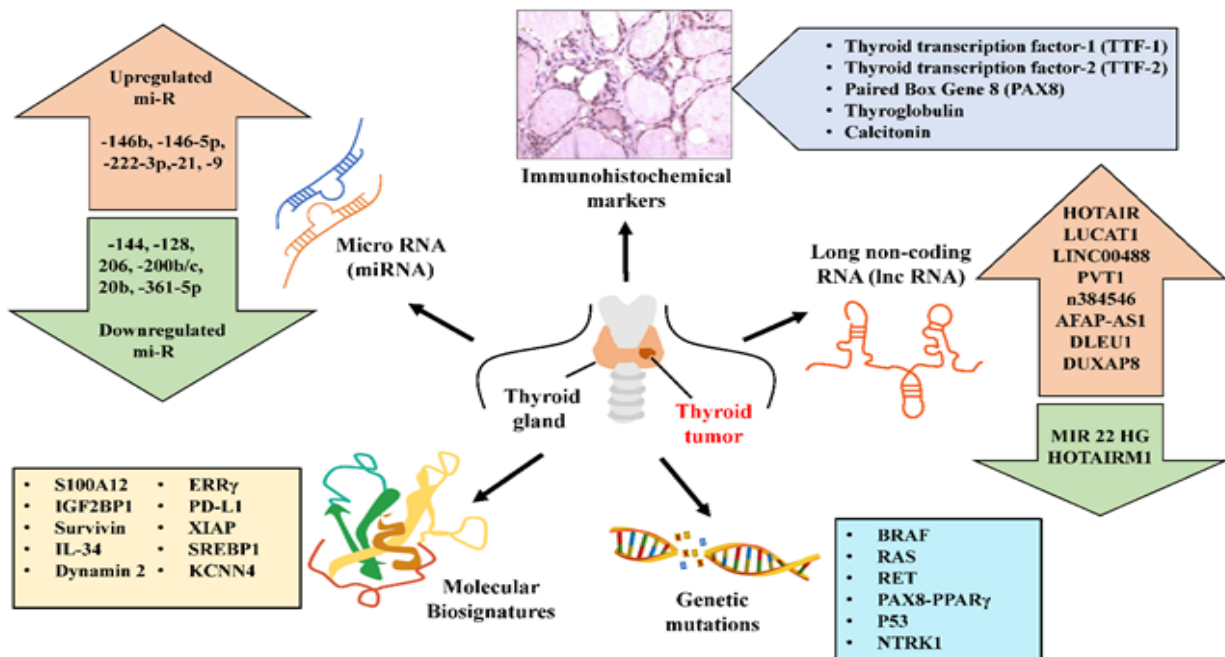 Upregulated
mi-R
-146b, -146-5p,
-222-3p,-21, -9
-144, -128,
206, -200b/c,
20b, -361-5p
Downregulated
mi-R
Micro RNA
(miRNA)
Immunohistochemical
markers
• Thyroid transcription factor-1 (TTF-1)
• Thyroid transcription factor-2 (TTF-2)
• Paired Box Gene 8 (PAX8)
• Thyroglobulin
• Calcitonin
Long non-coding
RNA (lnc RNA)
HOTAIR
LUCAT1
LINC00488
PVT1
n384546
AFAP-AS1
DLEU1
DUXAP8
MIR 22 HG
HOTAIRM1
Thyroid
gland
Thyroid
tumor
• S100A12
• IGF2BP1
• Survivin
• IL-34
• Dynamin 2
• ERRγ
• PD-L1
• XIAP
• SREBP1
• KCNN4
Molecular
Biosignatures
Genetic
mutations
• BRAF
• RAS
• RET
• PAX8-PPARγ
• P53
• NTRK1